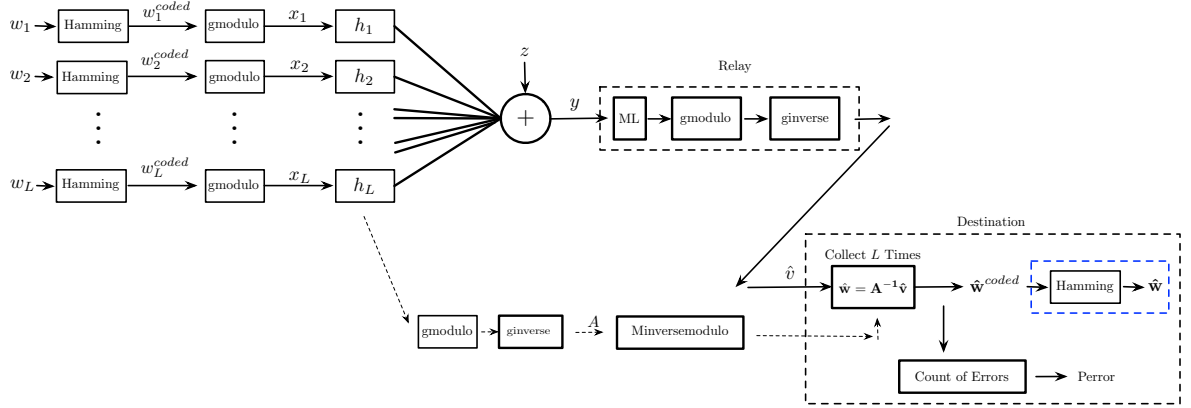 w_1 Hamming w_1^{coded} gmodulo x_1 h_1
w_2 Hamming w_2^{coded} gmodulo x_2 h_2
w_L Hamming w_L^{coded} gmodulo x_L h_L
z
+
y
Relay
ML gmodulo ginverse
Destination
Collect L Times
v̂
ŵ = A^{-1}v̂
ŵ^{coded}
Hamming
ŵ
gmodulo ginverse A Minversemodulo
Count of Errors
Perror